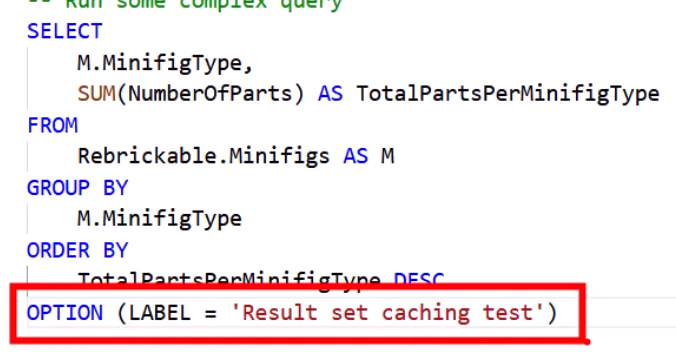 -- Run some complex query
SELECT
M.MinifigType,
SUM(NumberOfParts) AS TotalPartsPerMinifigType
FROM
Rebrickable.Minifigs AS M
GROUP BY
M.MinifigType
ORDER BY
TotalPartsPerMinifigType DESC
OPTION (LABEL = 'Result set caching test')